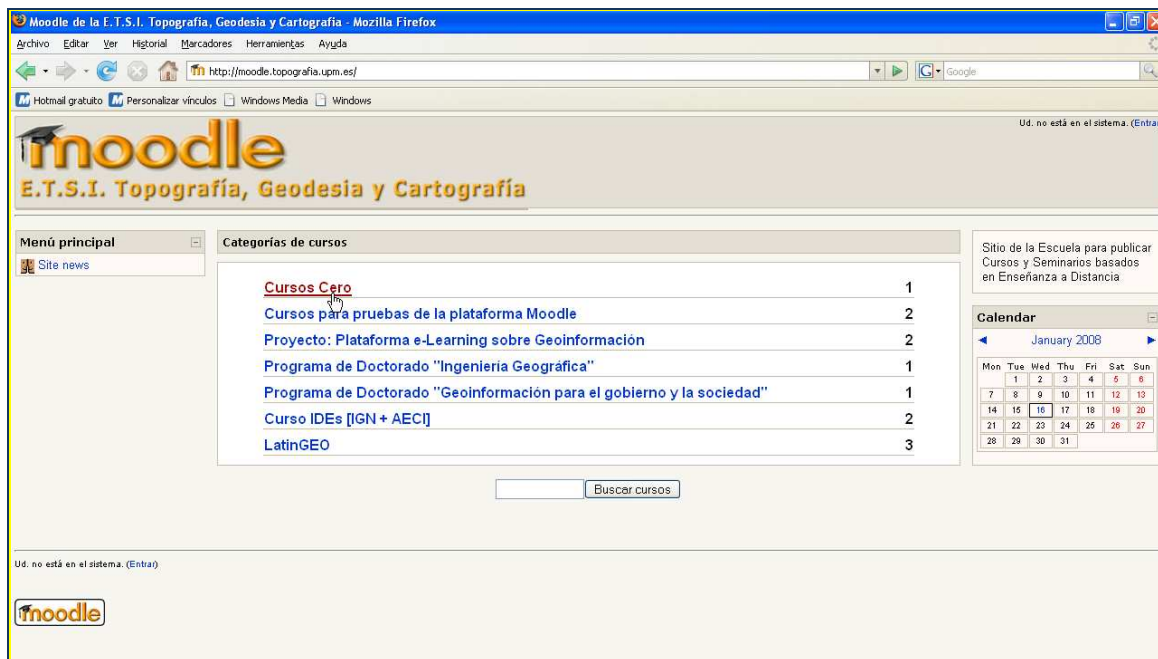 Moodle de la E.T.S.I. Topografía, Geodesia y Cartografía - Mozilla Firefox
Archivo Editar Ver Historial Marcadores Herramientas Ayuda
http://moodle.topografia.upm.es/
G Google
Hotmail gratuito Personalizar vínculos Windows Media Windows
Ud. no está en el sistema. (Entrar
moodle
E.T.S.I. Topografía, Geodesia y Cartografía
Menú principal
Site news
Categorías de cursos
Cursos Cero 1
Cursos para pruebas de la plataforma Moodle 2
Proyecto: Plataforma e-Learning sobre Geoinformación 2
Programa de Doctorado "Ingeniería Geográfica" 1
Programa de Doctorado "Geoinformación para el gobierno y la sociedad" 1
Curso IDEs [IGN + AECI] 2
LatinGEO 3
Buscar cursos
Sitio de la Escuela para publicar
Cursos y Seminarios basados
en Enseñanza a Distancia
Calendar
January 2008
Mon Tue Wed Thu Fri Sat Sun
1 2 3 4 5 6
7 8 9 10 11 12 13
14 15 16 17 18 19 20
21 22 23 24 25 26 27
28 29 30 31
Ud. no está en el sistema. (Entrar)
moodle